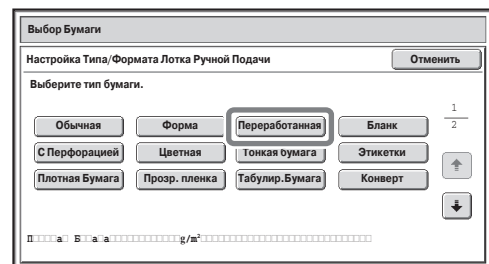 Выбор Бумаги
Настройка Типа/Формата Лотка Ручной Подачи Отменить
Выберите тип бумаги.
1
Обычная Форма Переработанная Бланк 2
С Перфорацией Цветная Тонкая бумага Этикетки
Плотная Бумага Прозр. пленка Табулир.Бумага Конверт
g/m²